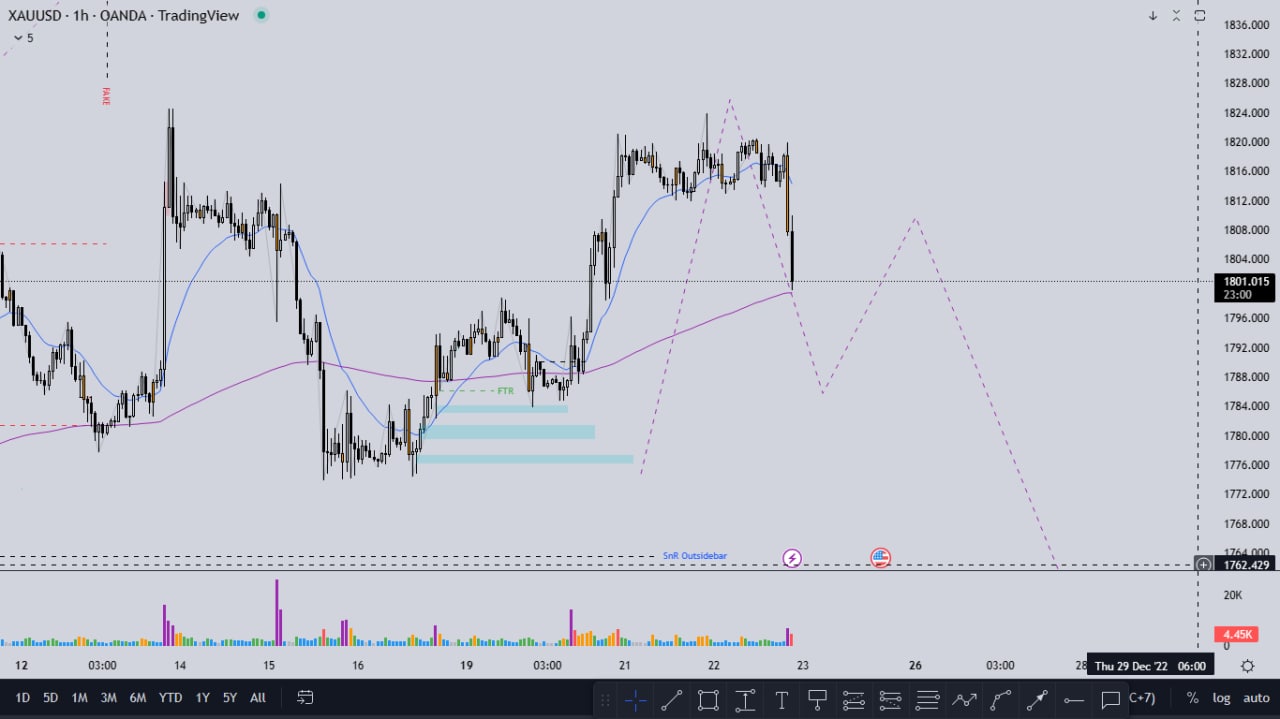 XAUUSD · 1h · OANDA · TradingView
5
FAKE
FTR
SnR Outsidebar
1836.000
1832.000
1828.000
1824.000
1820.000
1816.000
1812.000
1808.000
1804.000
1801.015
23:00
1796.000
1792.000
1788.000
1784.000
1780.000
1776.000
1772.000
1768.000
1764.000
1762.429
20K
4.45K
0
12 03:00 14 15 16 19 03:00 21 22 23 26 03:00 28 Thu 29 Dec '22 06:00
1D 5D 1M 3M 6M YTD 1Y 5Y All T C+7) % log auto